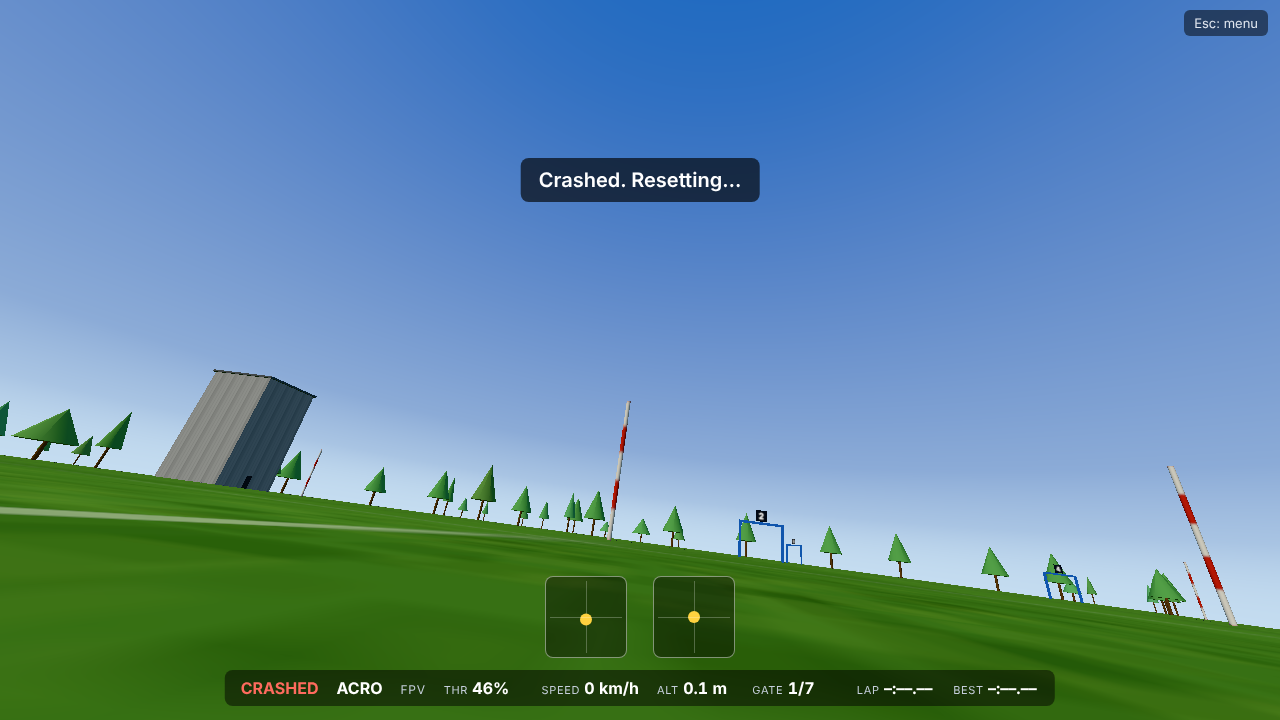 Esc: menu
Crashed. Resetting...
2
CRASHED ACRO FPV THR 46% SPEED 0 km/h ALT 0.1 m GATE 1/7 LAP –:––.–– BEST –:––.––